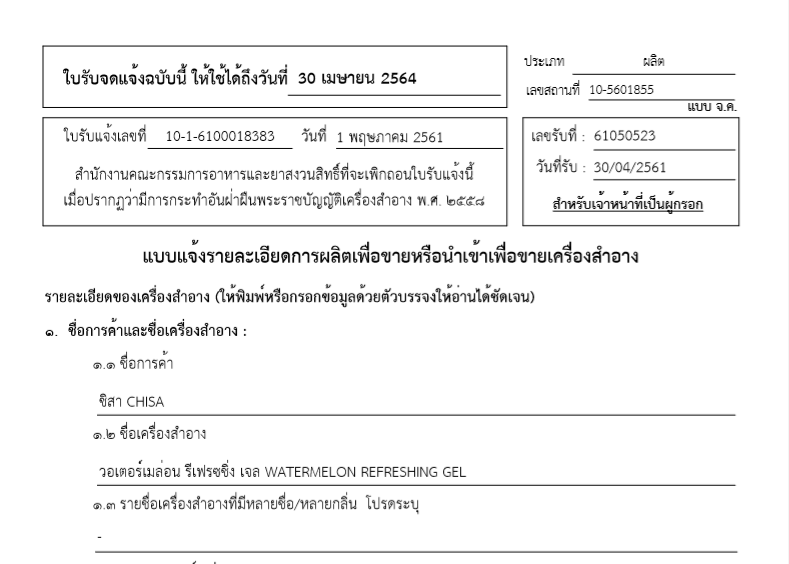 ใบรับจดแจ้งฉบับนี้ ให้ใช้ได้ถึงวันที่ 30 เมษายน 2564
ประเภท ผลิต
เลขสถานที่ 10-5601855
แบบ จ.ค.
ใบรับแจ้งเลขที่ 10-1-6100018383 วันที่ 1 พฤษภาคม 2561
สำนักงานคณะกรรมการอาหารและยาสงวนสิทธิ์ที่จะเพิกถอนใบรับแจ้งนี้
เมื่อปรากฏว่ามีการกระทำอันฝ่าฝืนพระราชบัญญัติเครื่องสำอาง พ.ศ. ๒๕๕๘
เลขรับที่ : 61050523
วันที่รับ : 30/04/2561
สำหรับเจ้าหน้าที่เป็นผู้กรอก
แบบแจ้งรายละเอียดการผลิตเพื่อขายหรือนำเข้าเพื่อขายเครื่องสำอาง
รายละเอียดของเครื่องสำอาง (ให้พิมพ์หรือกรอกข้อมูลด้วยตัวบรรจงให้อ่านได้ชัดเจน)
๑. ชื่อการค้าและชื่อเครื่องสำอาง :
๑.๑ ชื่อการค้า
ชิสา CHISA
๑.๒ ชื่อเครื่องสำอาง
วอเตอร์เมล่อน รีเฟรซซิ่ง เจล WATERMELON REFRESHING GEL
๑.๓ รายชื่อเครื่องสำอางที่มีหลายชื่อ/หลายกลิ่น โปรดระบุ
-